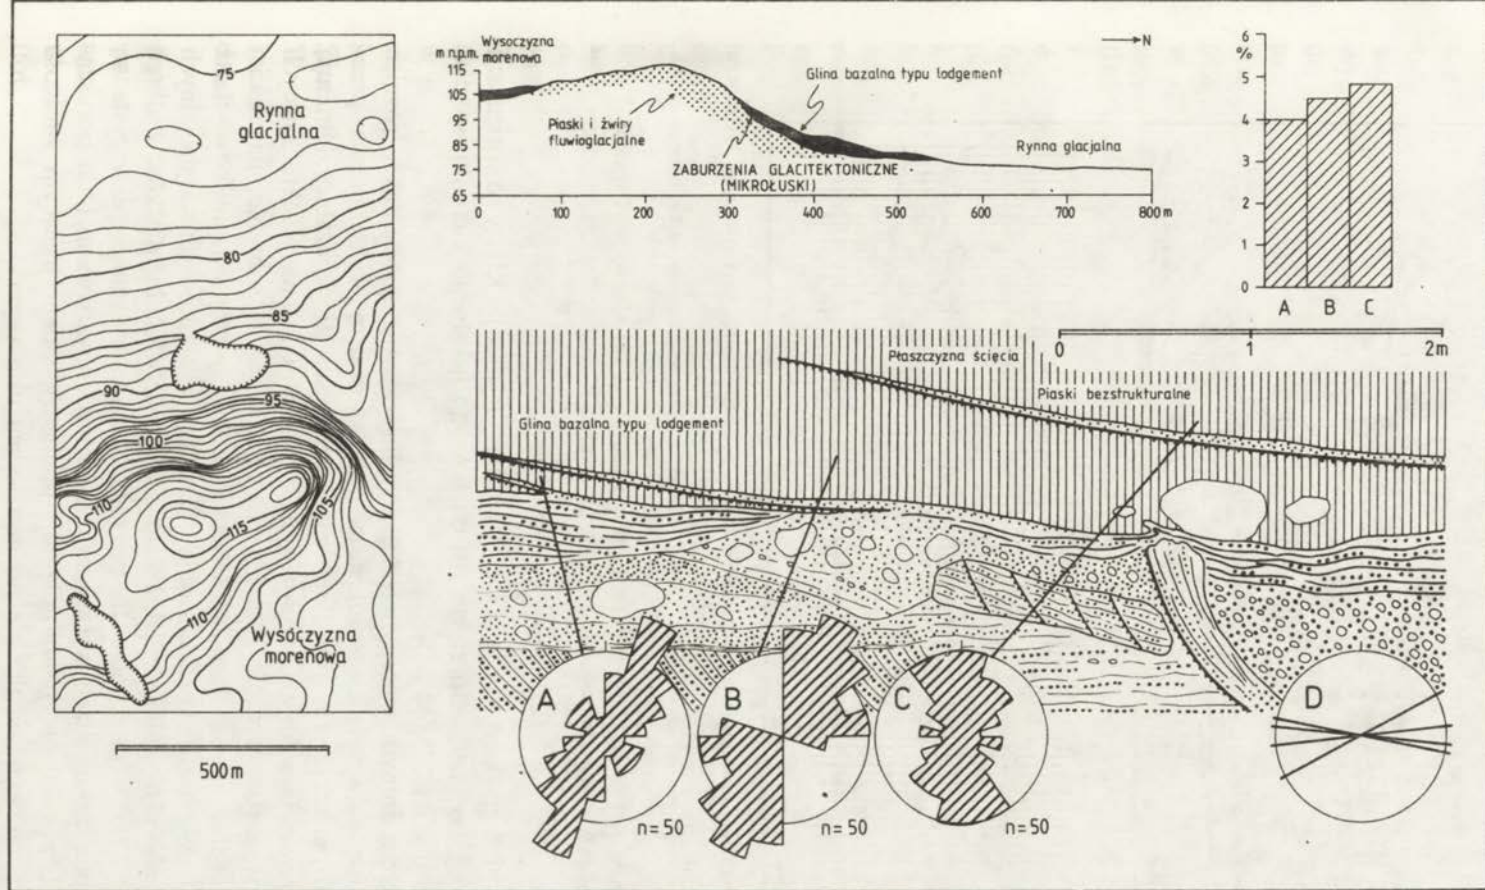 75
Rynna
glacjalna
80
85
90
95
100
110
115
105
110
Wysoczyzna
morenowa
500m
m n.p.m.
Wysoczyzna
morenowa
N
115
105
95
85
75
65
Glina bazalna typu lodgement
Piaski i żwiry
fluwioglacjalne
Rynna glacjalna
ZABURZENIA GLACITEKTONICZNE
(MIKROŁUSKI)
0 100 200 300 400 500 600 700 800 m
6
%
5
4
3
2
1
0
A B C
0 1 2m
Płaszczyzna ścięcia
Piaski bezstrukturalne
Glina bazalna typu lodgement
A B C D
n=50 n=50 n=50